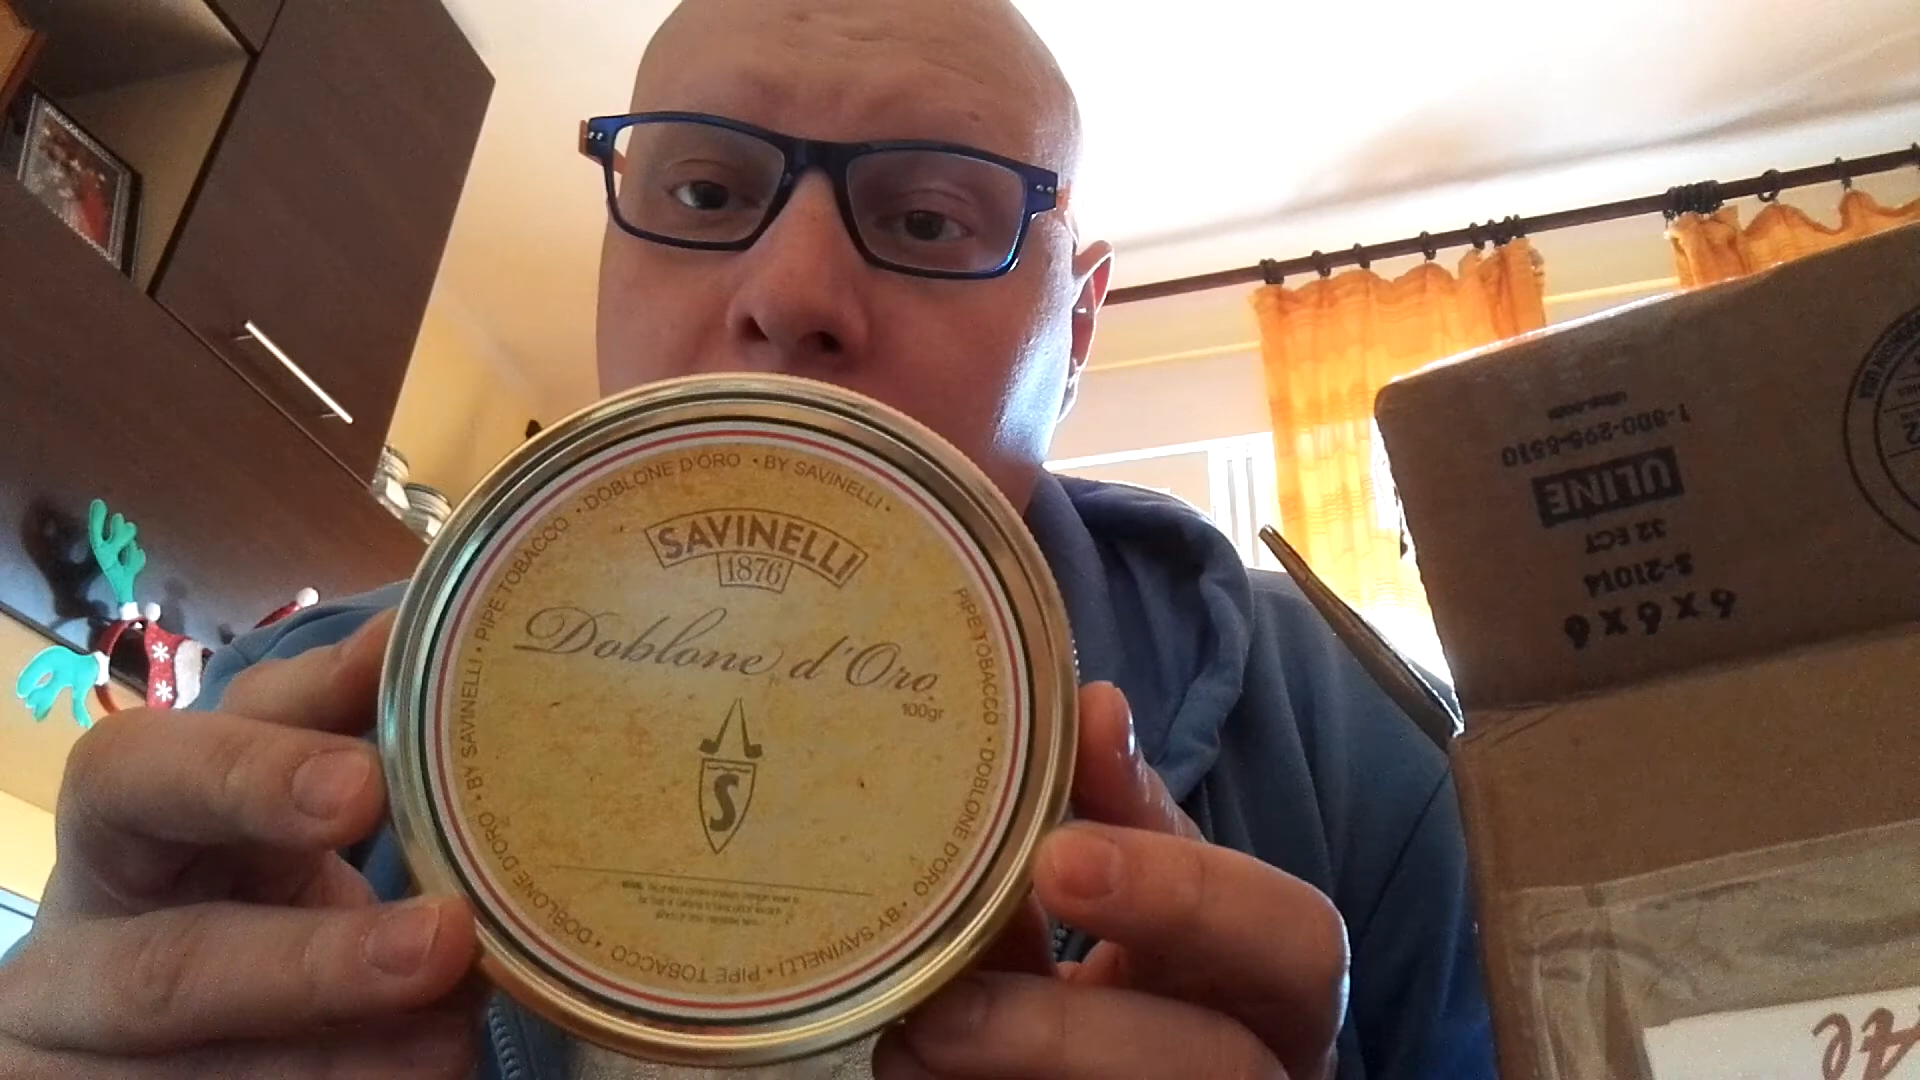 PIPE TOBACCO • DOBLONE D'ORO • BY SAVINELLI •
PIPE TOBACCO • DOBLONE D'ORO • BY SAVINELLI • PIPE TOBACCO • DOBLONE D'ORO • BY SAVINELLI •
SAVINELLI
1876
Doblone d'Oro
100gr
S
1-800-295-5510
ULINE
32 ECT
S-21014
6 x 6 x 6